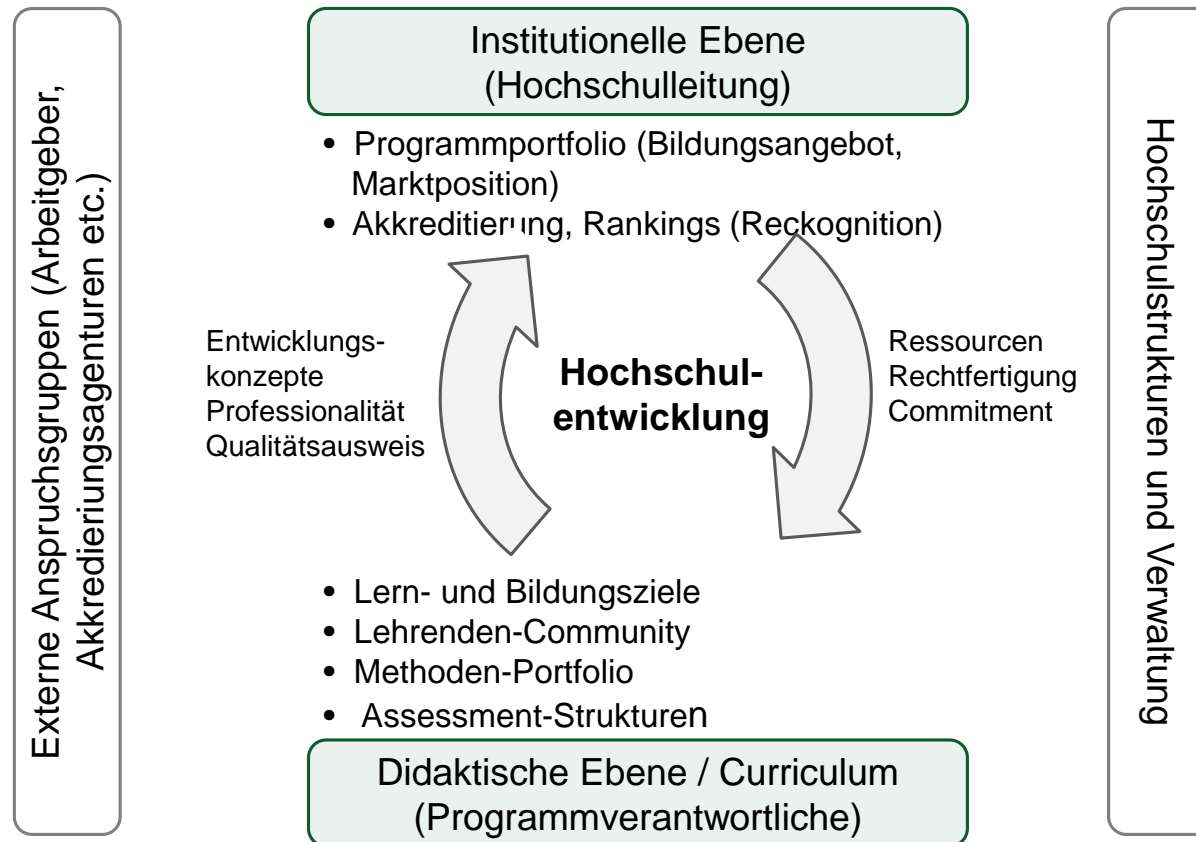 Externe Anspruchsgruppen (Arbeitgeber,
Akkredieriungsagenturen etc.)
Institutionelle Ebene
(Hochschulleitung)
• Programmportfolio (Bildungsangebot,
Marktposition)
• Akkreditierung, Rankings (Reckognition)
Entwicklungs-
konzepte
Professionalität
Qualitätsausweis
Hochschul-
entwicklung
Ressourcen
Rechtfertigung
Commitment
• Lern- und Bildungsziele
• Lehrenden-Community
• Methoden-Portfolio
• Assessment-Strukturen
Didaktische Ebene / Curriculum
(Programmverantwortliche)
Hochschulstrukturen und Verwaltung